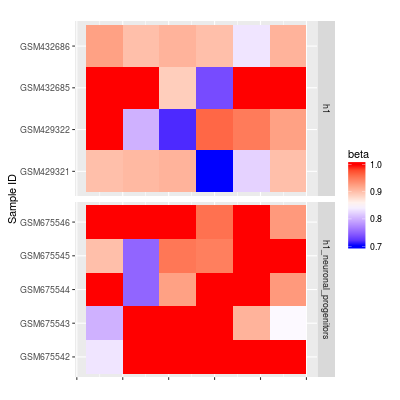 GSM432686
GSM432685
GSM429322
GSM429321
h1
GSM675546
GSM675545
GSM675544
GSM675543
GSM675542
h1_neuronal_progenitors
Sample ID
beta
1.0
0.9
0.8
0.7